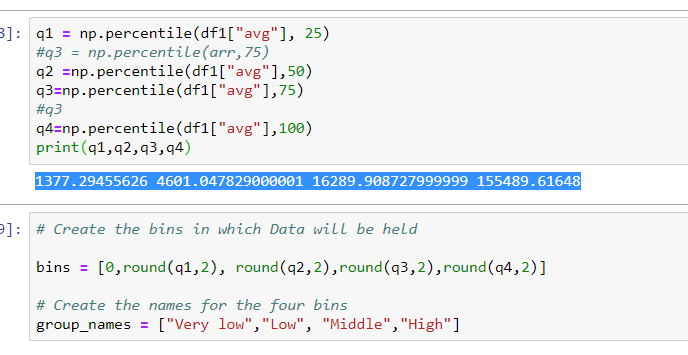 3]: q1 = np.percentile(df1["avg"], 25)
#q3 = np.percentile(arr,75)
q2 =np.percentile(df1["avg"],50)
q3=np.percentile(df1["avg"],75)
#q3
q4=np.percentile(df1["avg"],100)
print(q1,q2,q3,q4)
1377.29455626 4601.047829000001 16289.908727999999 155489.61648
9]: # Create the bins in which Data will be held
bins = [0,round(q1,2), round(q2,2),round(q3,2),round(q4,2)]
# Create the names for the four bins
group_names = ["Very low","Low", "Middle","High"]